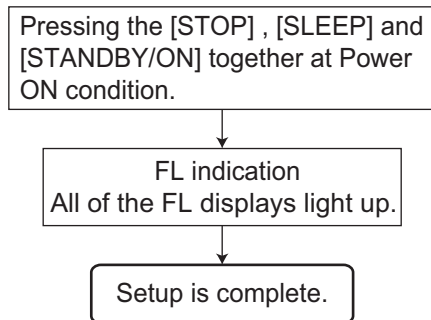 Pressing the [STOP] , [SLEEP] and
[STANDBY/ON] together at Power
ON condition.
FL indication
All of the FL displays light up.
Setup is complete.